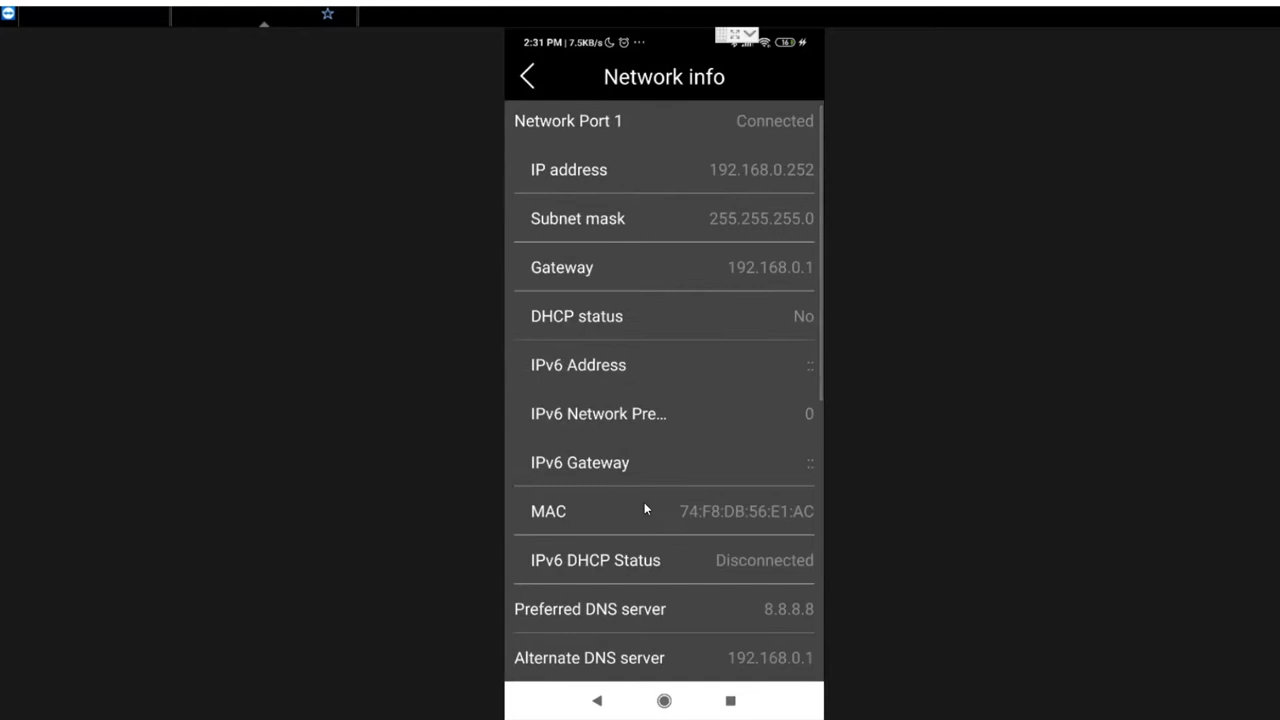 2:31 PM | 7.5KB/s ... 16
Network info
Network Port 1 Connected
IP address 192.168.0.252
Subnet mask 255.255.255.0
Gateway 192.168.0.1
DHCP status No
IPv6 Address ::
IPv6 Network Pre... 0
IPv6 Gateway ::
MAC 74:F8:DB:56:E1:AC
IPv6 DHCP Status Disconnected
Preferred DNS server 8.8.8.8
Alternate DNS server 192.168.0.1